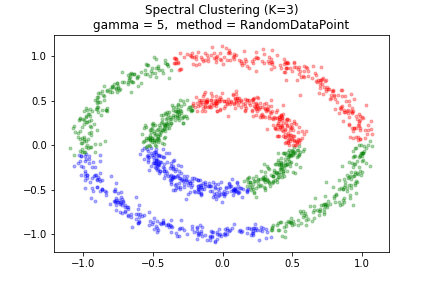 Spectral Clustering (K=3)
gamma = 5,  method = RandomDataPoint
1.0
0.5
0.0
−0.5
−1.0
−1.0 −0.5 0.0 0.5 1.0